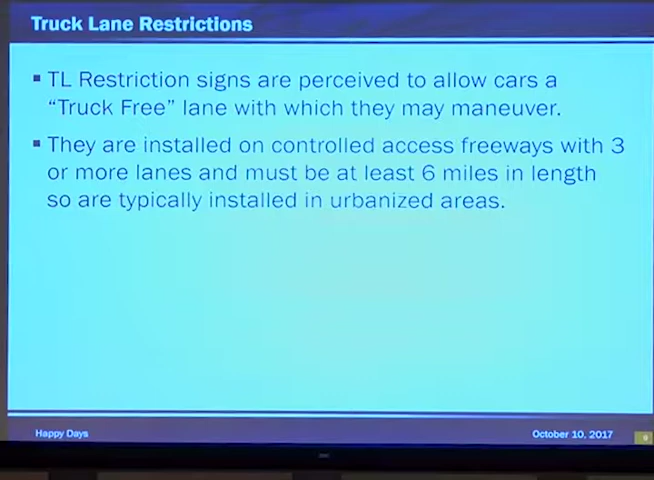 Truck Lane Restrictions
▪ TL Restriction signs are perceived to allow cars a
“Truck Free” lane with which they may maneuver.
▪ They are installed on controlled access freeways with 3
or more lanes and must be at least 6 miles in length
so are typically installed in urbanized areas.
Happy Days
October 10, 2017